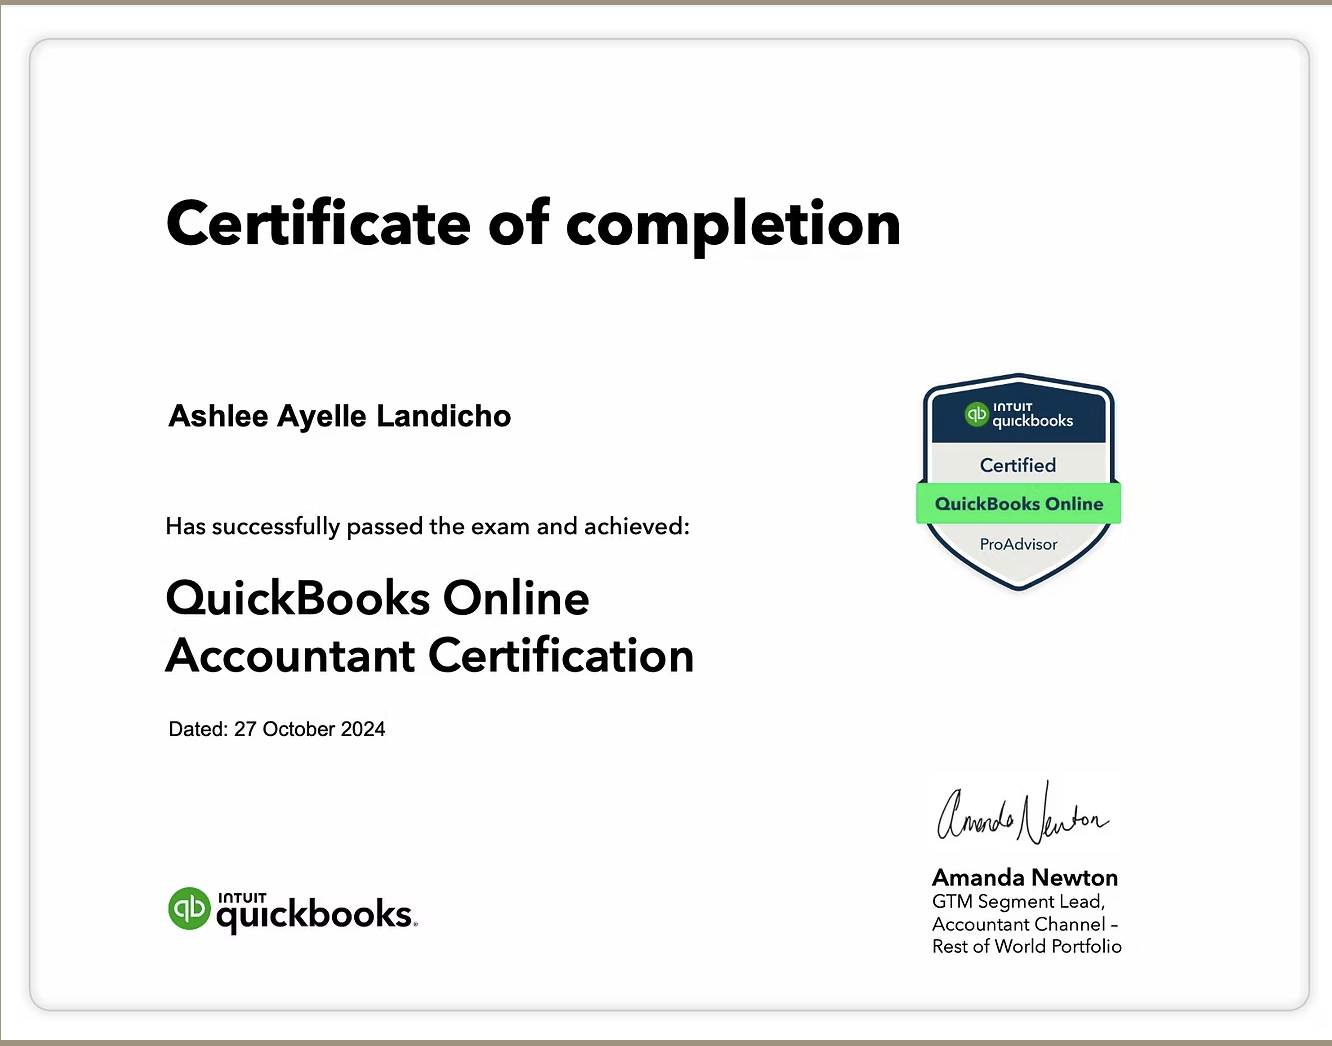 Certificate of completion
Ashlee Ayelle Landicho
INTUIT
quickbooks
Certified
QuickBooks Online
ProAdvisor
Has successfully passed the exam and achieved:
QuickBooks Online
Accountant Certification
Dated: 27 October 2024
Amanda Newton
Amanda Newton
GTM Segment Lead,
Accountant Channel –
Rest of World Portfolio
qb INTUIT
quickbooks.